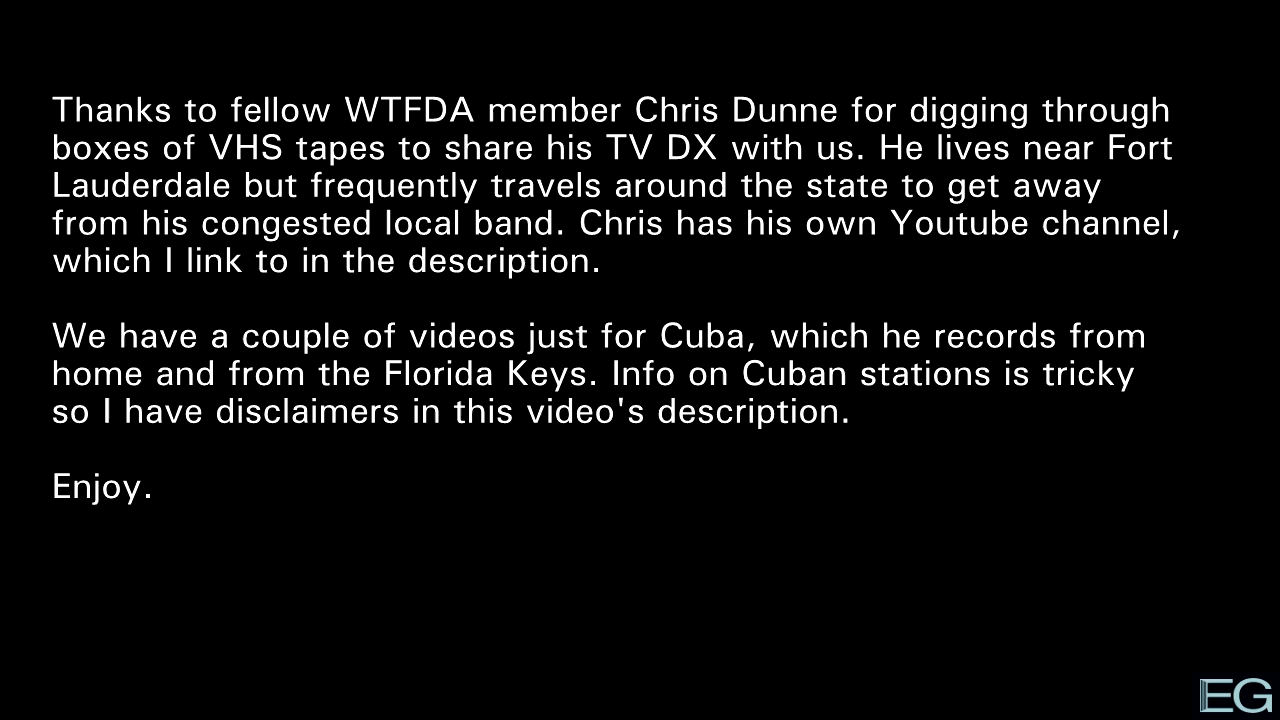 Thanks to fellow WTFDA member Chris Dunne for digging through
boxes of VHS tapes to share his TV DX with us. He lives near Fort
Lauderdale but frequently travels around the state to get away
from his congested local band. Chris has his own Youtube channel,
which I link to in the description.
We have a couple of videos just for Cuba, which he records from
home and from the Florida Keys. Info on Cuban stations is tricky
so I have disclaimers in this video's description.
Enjoy.
EG